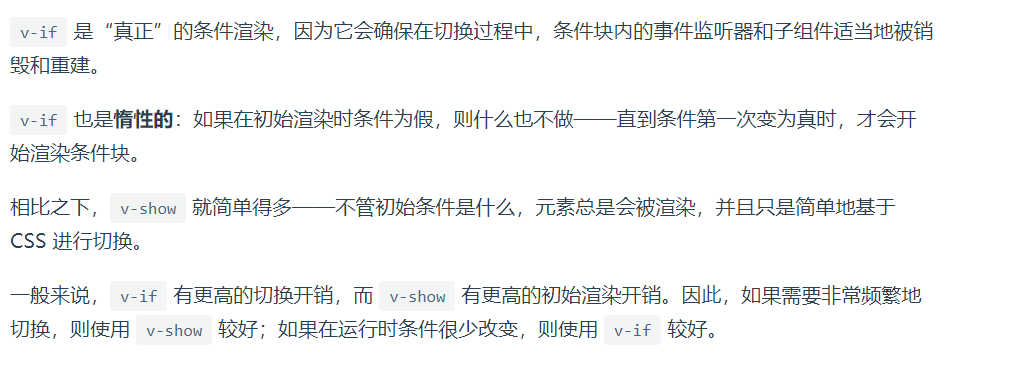 v-if 是“真正”的条件渲染，因为它会确保在切换过程中，条件块内的事件监听器和子组件适当地被销
毁和重建。
v-if 也是惰性的：如果在初始渲染时条件为假，则什么也不做——直到条件第一次变为真时，才会开
始渲染条件块。
相比之下，v-show 就简单得多——不管初始条件是什么，元素总是会被渲染，并且只是简单地基于
CSS 进行切换。
一般来说，v-if 有更高的切换开销，而 v-show 有更高的初始渲染开销。因此，如果需要非常频繁地
切换，则使用 v-show 较好；如果在运行时条件很少改变，则使用 v-if 较好。